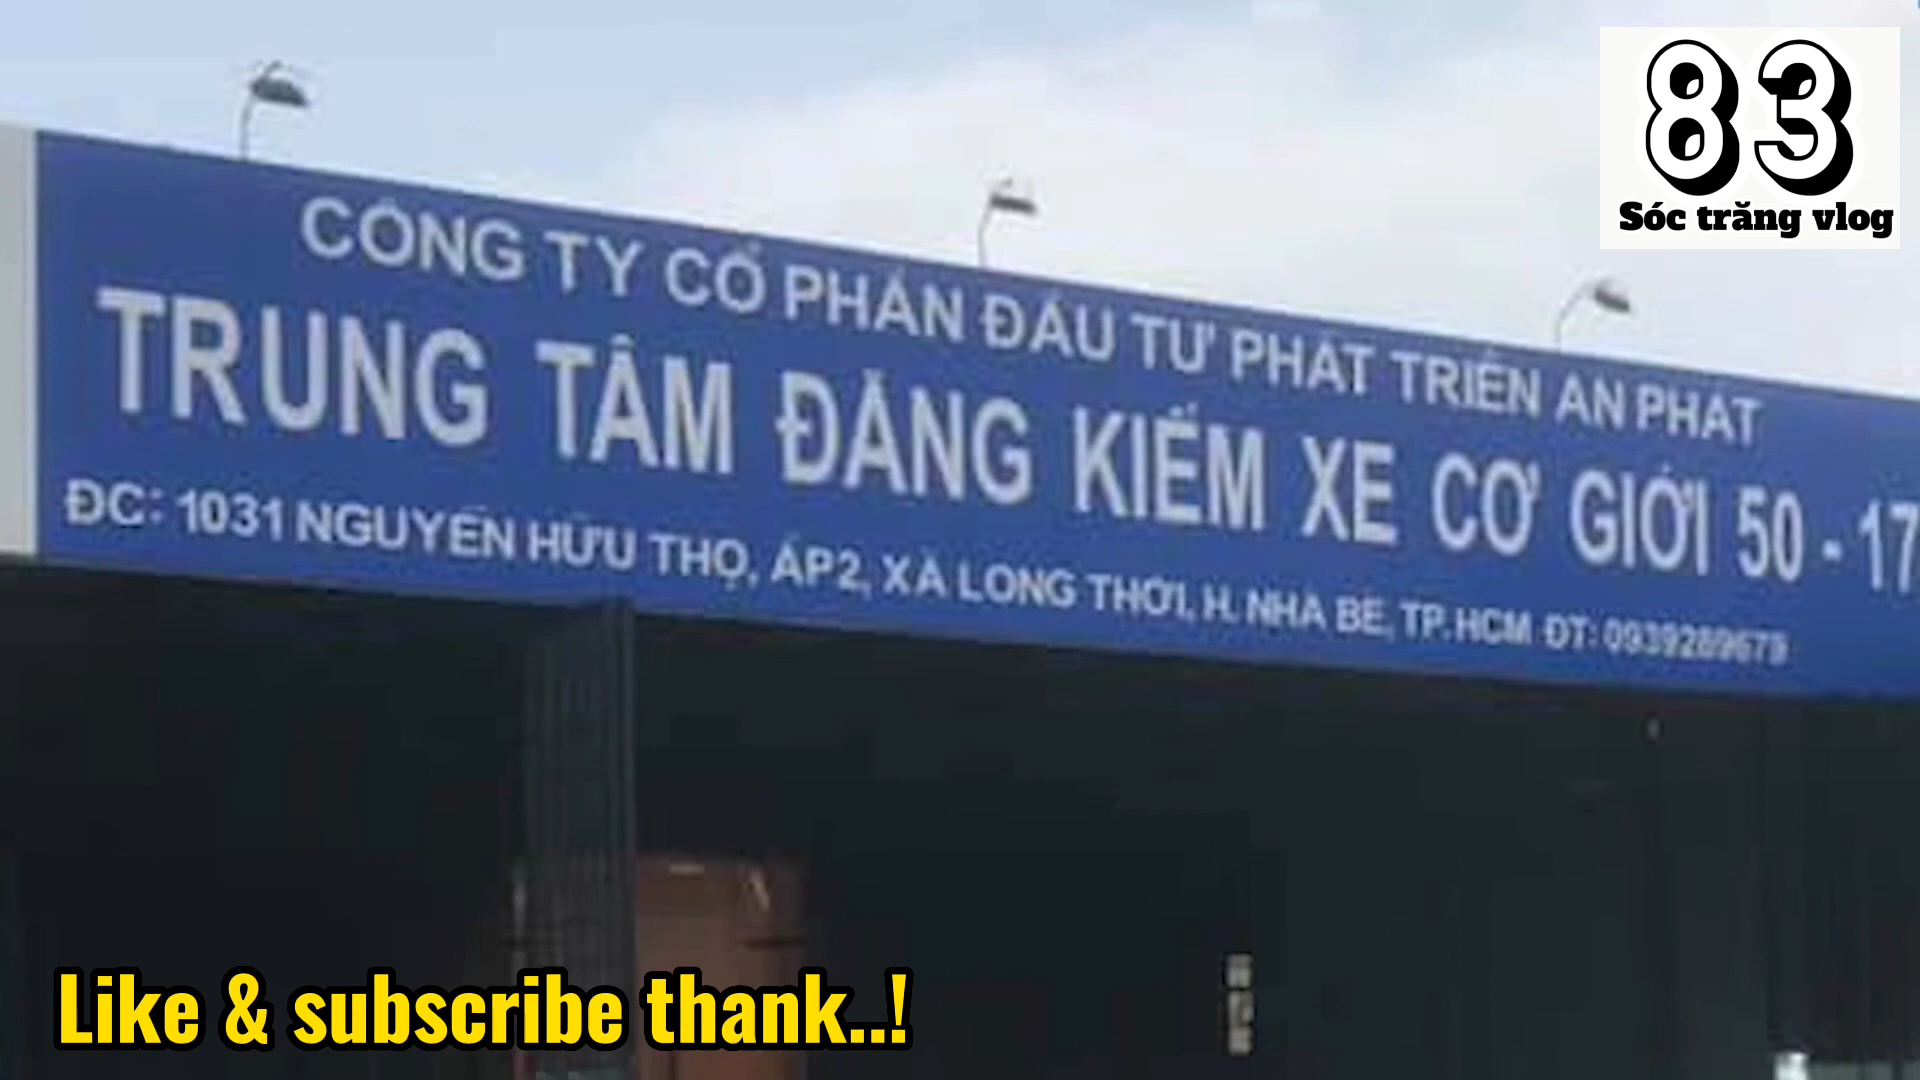 83
Sóc trăng vlog
CÔNG TY CỔ PHẦN ĐẦU TƯ PHÁT TRIỂN AN PHÁT
TRUNG TÂM ĐĂNG KIỂM XE CƠ GIỚI 50 - 17
ĐC: 1031 NGUYỄN HỮU THỌ, ẤP2, XÃ LONG THỚI, H. NHÀ BÈ, TP.HCM ĐT: 0939289679
Like & subscribe thank..!